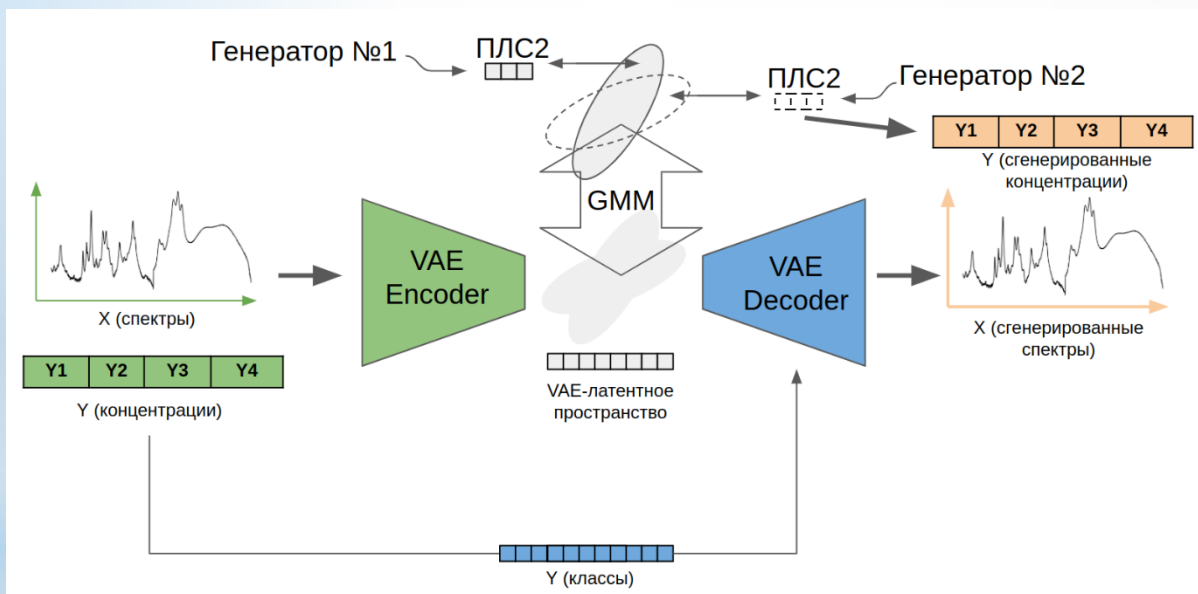 Генератор №1
ПЛС2
ПЛС2
Генератор №2
Y1 Y2 Y3 Y4
Y (сгенерированные
концентрации)
GMM
VAE
Encoder
VAE
Decoder
X (спектры)
X (сгенерированные
спектры)
Y1 Y2 Y3 Y4
Y (концентрации)
VAE-латентное
пространство
Y (классы)